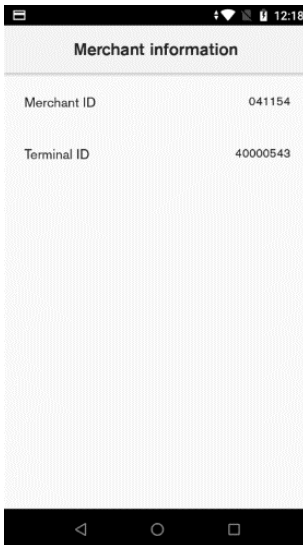 12:18
Merchant information
Merchant ID 041154
Terminal ID 40000543